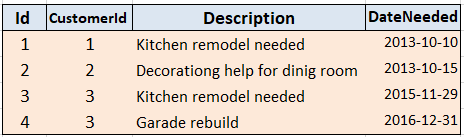 Id CustomerId Description DateNeeded
1 1 Kitchen remodel needed 2013-10-10
2 2 Decorationg help for dinig room 2013-10-15
3 3 Kitchen remodel needed 2015-11-29
4 3 Garade rebuild 2016-12-31